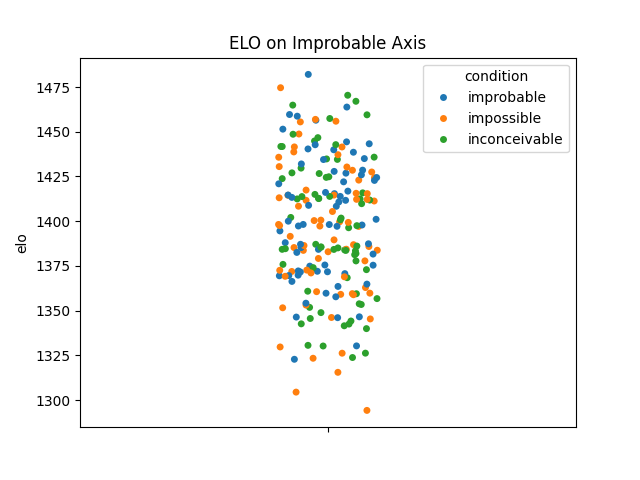 ELO on Improbable Axis
condition
improbable
impossible
inconceivable
elo
1475
1450
1425
1400
1375
1350
1325
1300